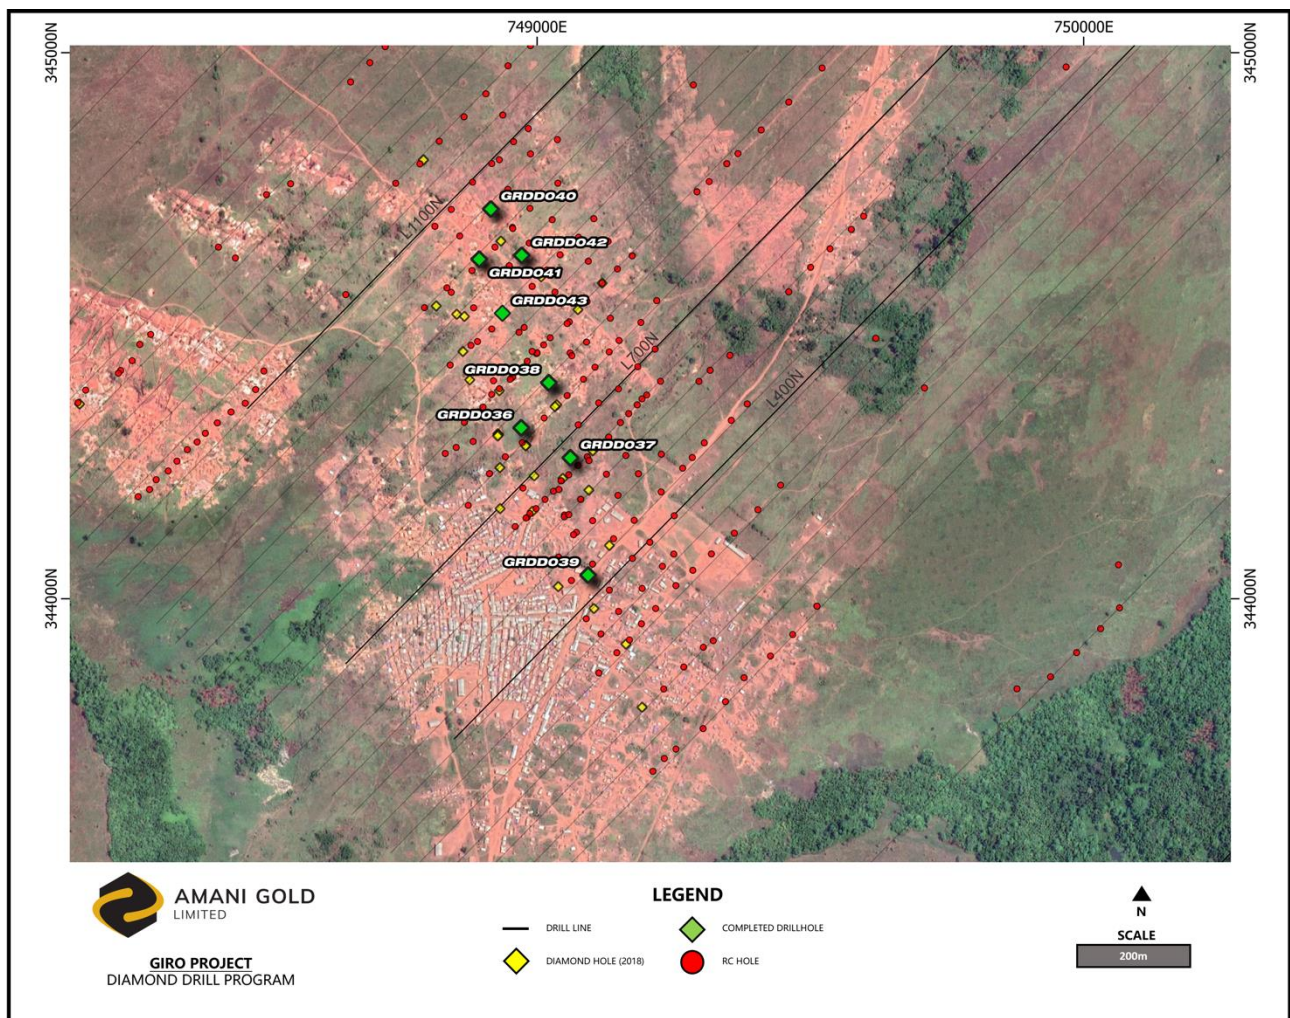 749000E
750000E
345000N
345000N
L1100N
GRDD040
GRDD042
GRDD041
GRDD043
L700N
GRDD038
L400N
GRDD036
GRDD037
GRDD039
344000N
344000N
AMANI GOLD
LIMITED
GIRO PROJECT
DIAMOND DRILL PROGRAM
LEGEND
DRILL LINE
COMPLETED DRILLHOLE
DIAMOND HOLE (2018)
RC HOLE
N
SCALE
200m